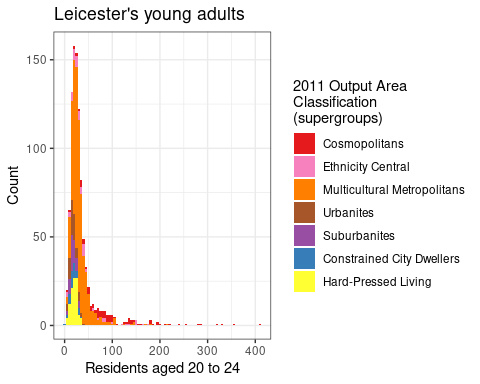 Leicester's young adults
150
100
50
0
Count
0 100 200 300 400
Residents aged 20 to 24
2011 Output Area
Classification
(supergroups)
Cosmopolitans
Ethnicity Central
Multicultural Metropolitans
Urbanites
Suburbanites
Constrained City Dwellers
Hard-Pressed Living